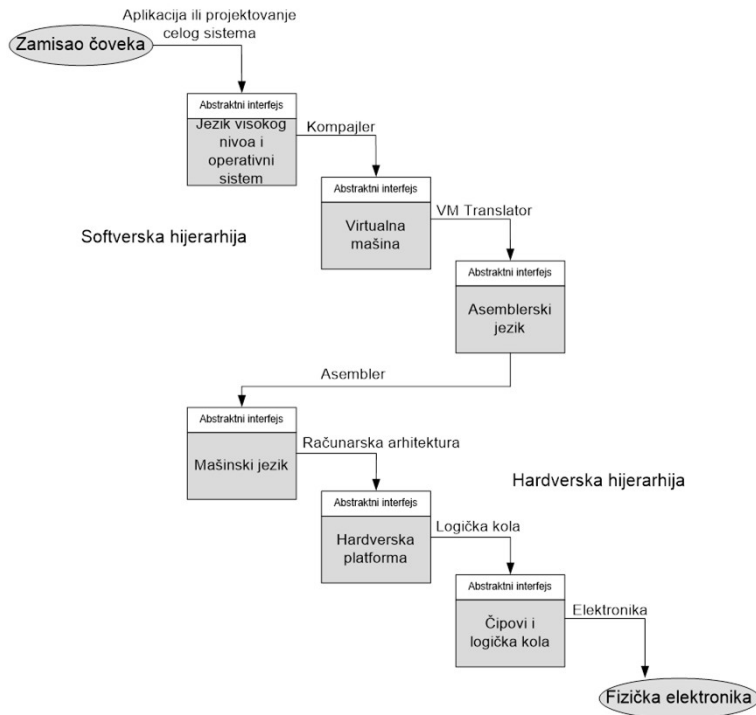 Aplikacija ili projektovanje
celog sistema
Zamisao čoveka
Abstraktni interfejs
Jezik visokog
nivoa i
operativni
sistem
Kompajler
Abstraktni interfejs
Virtualna
mašina
VM Translator
Softverska hijerarhija
Abstraktni interfejs
Asemblerski
jezik
Asembler
Abstraktni interfejs
Mašinski jezik
Računarska arhitektura
Hardverska hijerarhija
Abstraktni interfejs
Hardverska
platforma
Logička kola
Abstraktni interfejs
Čipovi i
logička kola
Elektronika
Fizička elektronika